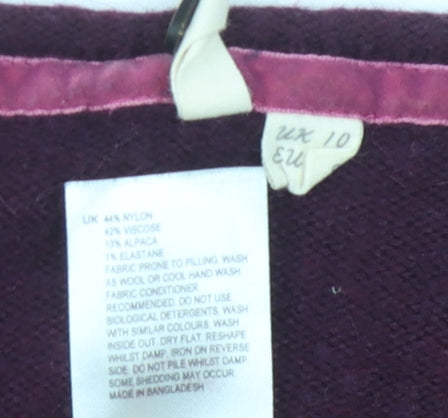 UK 10
EU
UK 44% NYLON
42% VISCOSE
13% ALPACA
1% ELASTANE
FABRIC PRONE TO PILLING. WASH
AS WOOL OR COOL HAND WASH.
FABRIC CONDITIONER
RECOMMENDED. DO NOT USE
BIOLOGICAL DETERGENTS. WASH
WITH SIMILAR COLOURS. WASH
INSIDE OUT. DRY FLAT. RESHAPE
WHILST DAMP. IRON ON REVERSE
SIDE. DO NOT PILE WHILST DAMP.
SOME SHEDDING MAY OCCUR.
MADE IN BANGLADESH